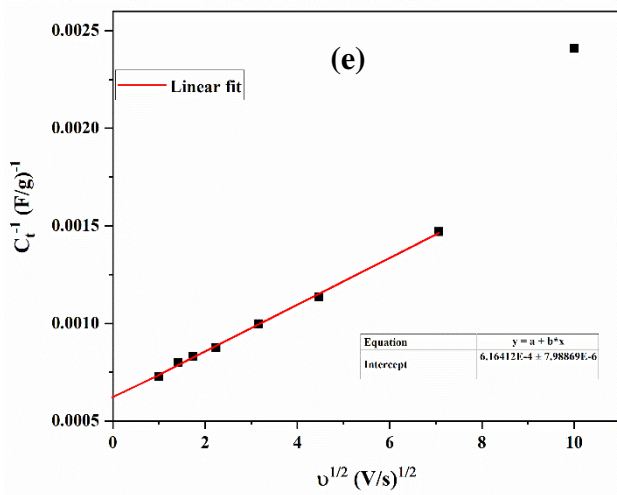 (e)
Linear fit
0.0025
0.0020
0.0015
0.0010
0.0005
Cₜ⁻¹ (F/g)⁻¹
Equation y = a + b*x
Intercept 6.16412E-4 ± 7.98869E-6
0 2 4 6 8 10
υ¹/² (V/s)¹/²